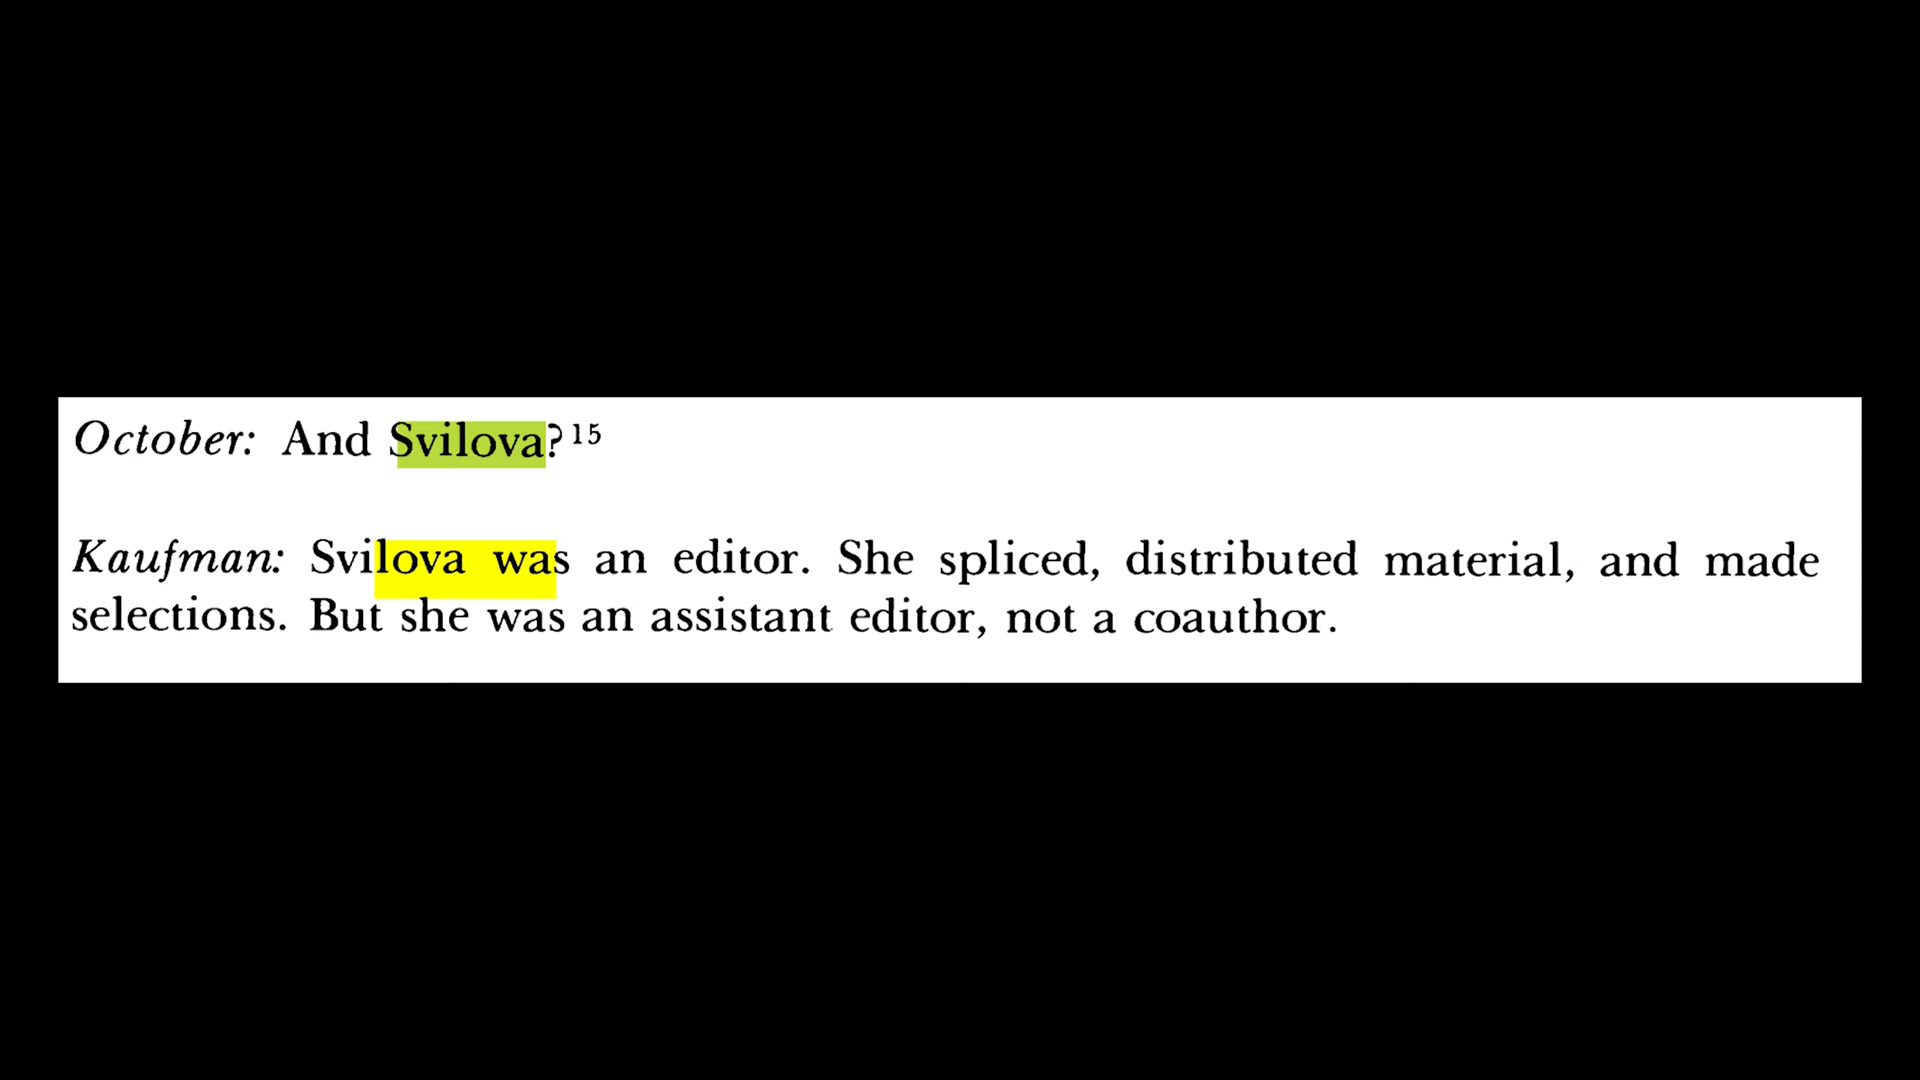 October: And Svilova?15
Kaufman: Svilova was an editor. She spliced, distributed material, and made
selections. But she was an assistant editor, not a coauthor.